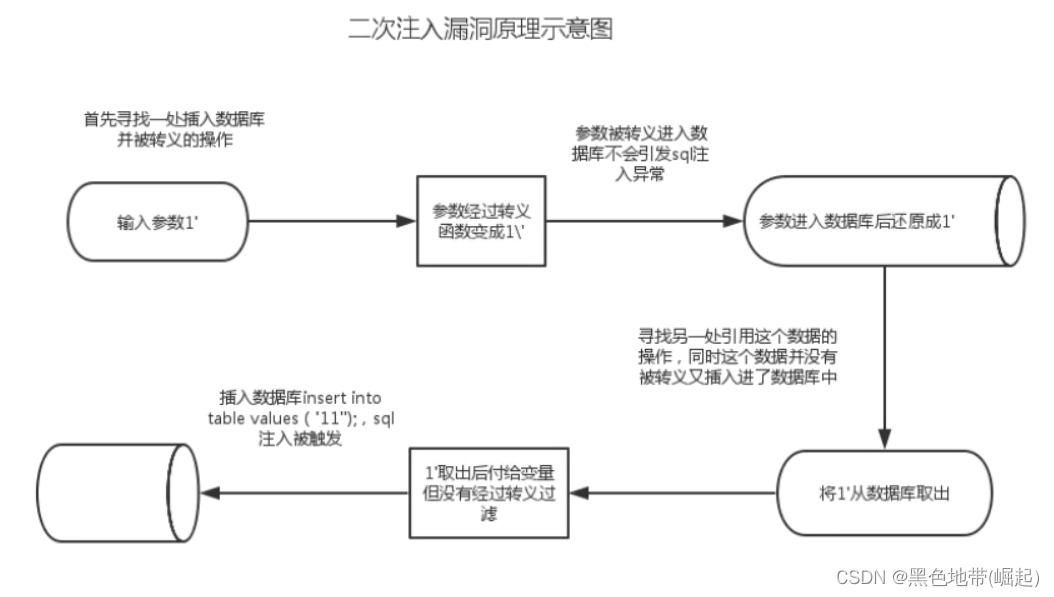 二次注入漏洞原理示意图
首先寻找一处插入数据库
并被转义的操作
参数被转义进入数
据库不会引发sql注
入异常
输入参数1'
参数经过转义
函数变成1\'
参数进入数据库后还原成1'
寻找另一处引用这个数据的
操作，同时这个数据并没有
被转义又插入进了数据库中
将1'从数据库取出
1'取出后付给变量
但没有经过转义过
滤
插入数据库insert into
table values ( '11''); , sql
注入被触发
CSDN @黑色地带(崛起)